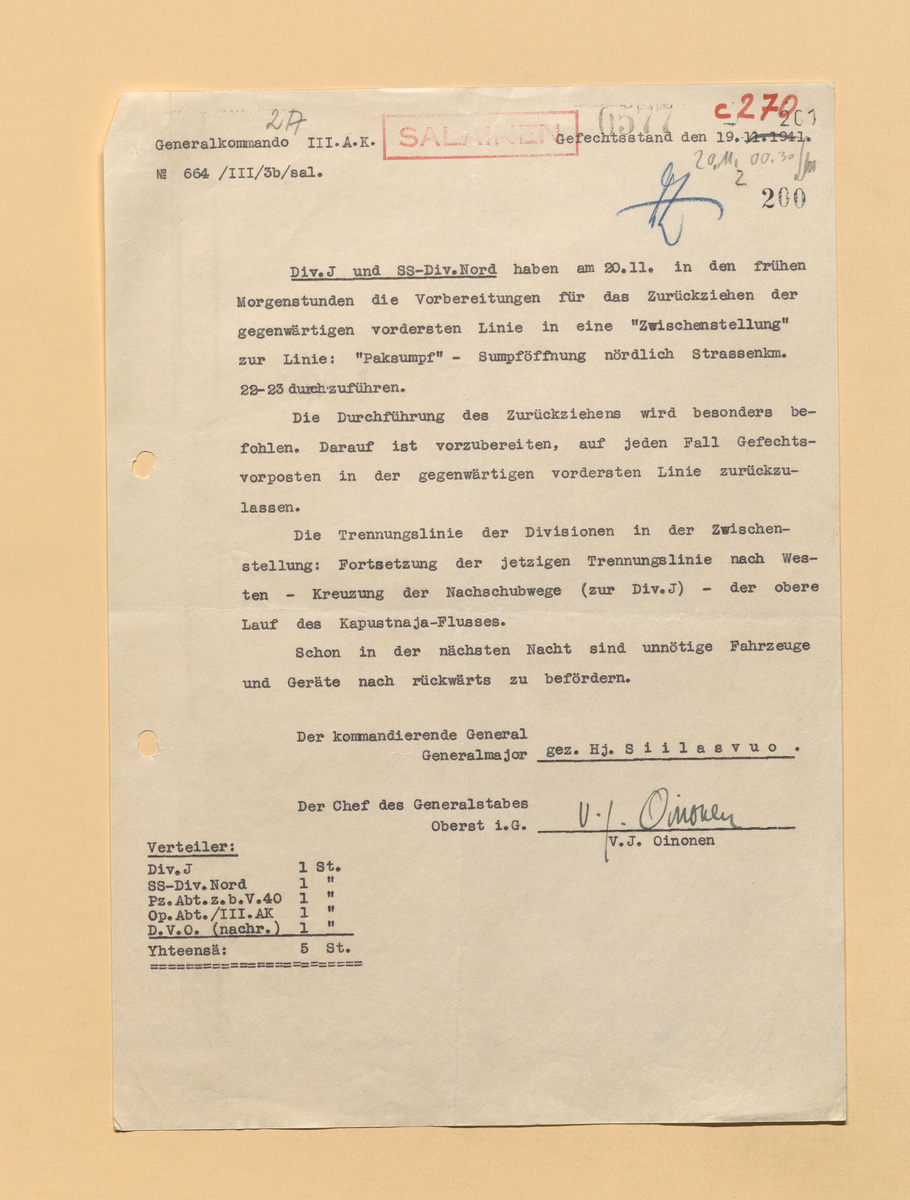 27
c270
0577
201
Generalkommando III.A.K.
SALAINEN
Gefechtsstand den 19.11.1941.
20.11. 00.30
№ 664 /III/3b/sal.
2
200
Div.J und SS-Div.Nord haben am 20.11. in den frühen
Morgenstunden die Vorbereitungen für das Zurückziehen der
gegenwärtigen vordersten Linie in eine "Zwischenstellung"
zur Linie: "Paksumpf" - Sumpföffnung nördlich Strassenkm.
22-23 durchzuführen.
Die Durchführung des Zurückziehens wird besonders be-
fohlen. Darauf ist vorzubereiten, auf jeden Fall Gefechts-
vorposten in der gegenwärtigen vordersten Linie zurückzu-
lassen.
Die Trennungslinie der Divisionen in der Zwischen-
stellung: Fortsetzung der jetzigen Trennungslinie nach Wes-
ten - Kreuzung der Nachschubwege (zur Div.J) - der obere
Lauf des Kapustnaja-Flusses.
Schon in der nächsten Nacht sind unnötige Fahrzeuge
und Geräte nach rückwärts zu befördern.
Der kommandierende General
Generalmajor gez. Hj. Siilasvuo.
Der Chef des Generalstabes
Oberst i.G. V.J. Oinonen
V.J. Oinonen
Verteiler:
Div.J 1 St.
SS-Div.Nord 1 "
Pz.Abt.z.b.V.40 1 "
Op.Abt./III.AK 1 "
D.V.O. (nachr.) 1 "
Yhteensä: 5 St.